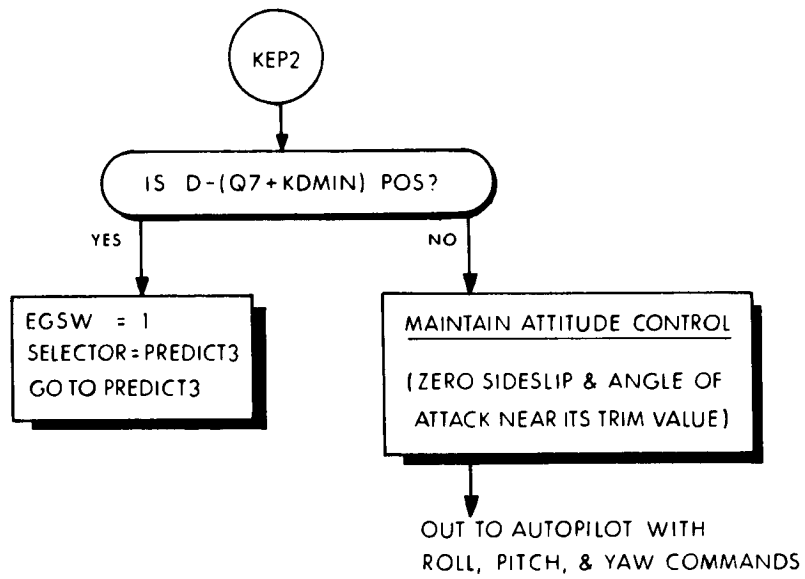 KEP2
IS D-(Q7+KDMIN) POS?
YES
NO
EGSW = 1
SELECTOR=PREDICT3
GO TO PREDICT3
MAINTAIN ATTITUDE CONTROL
(ZERO SIDESLIP & ANGLE OF
ATTACK NEAR ITS TRIM VALUE)
OUT TO AUTOPILOT WITH
ROLL, PITCH, & YAW COMMANDS